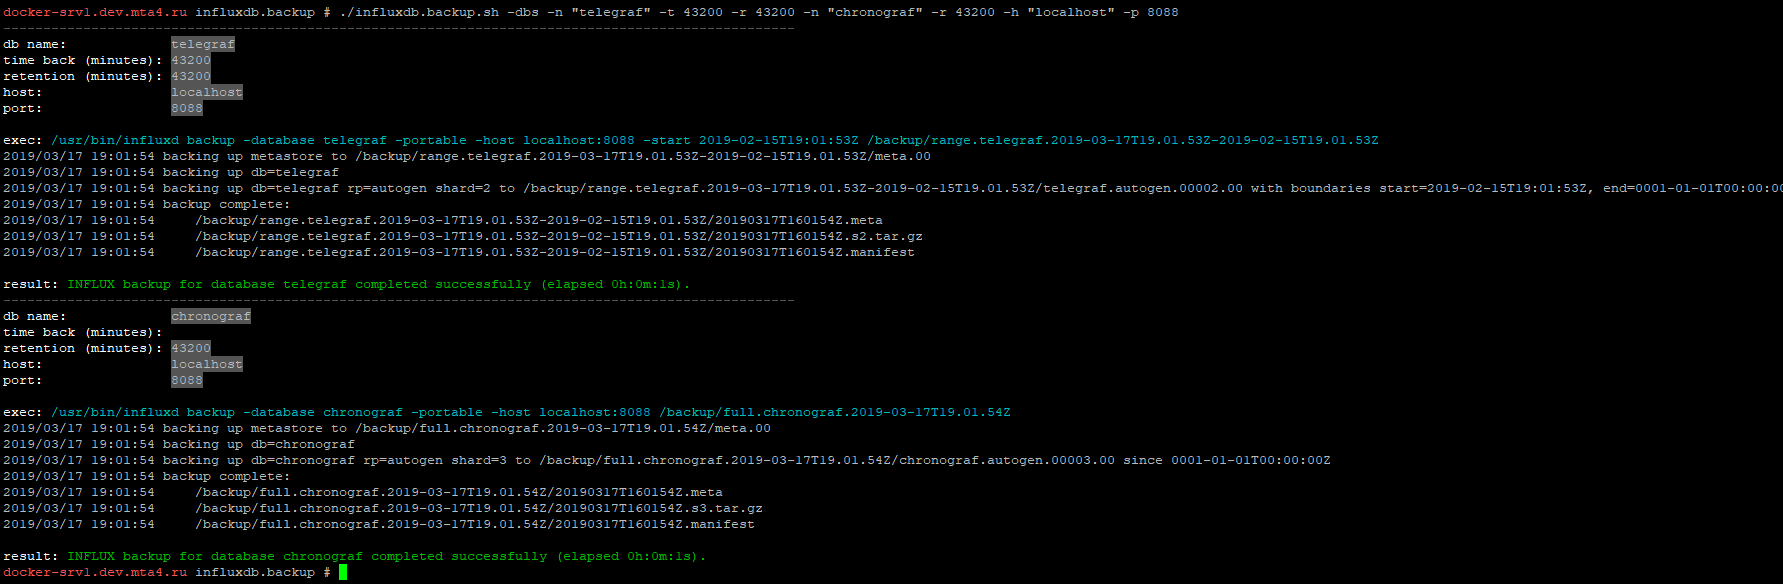 docker-srv1.dev.mta4.ru influxdb.backup # ./influxdb.backup.sh -dbs -n "telegraf" -t 43200 -r 43200 -n "chronograf" -r 43200 -h "localhost" -p 8088
---------------------------------------------------------------------------------------------------
db name: telegraf
time back (minutes): 43200
retention (minutes): 43200
host: localhost
port: 8088
exec: /usr/bin/influxd backup -database telegraf -portable -host localhost:8088 -start 2019-02-15T19:01:53Z /backup/range.telegraf.2019-03-17T19.01.53Z-2019-02-15T19.01.53Z
2019/03/17 19:01:54 backing up metastore to /backup/range.telegraf.2019-03-17T19.01.53Z-2019-02-15T19.01.53Z/meta.00
2019/03/17 19:01:54 backing up db=telegraf
2019/03/17 19:01:54 backing up db=telegraf rp=autogen shard=2 to /backup/range.telegraf.2019-03-17T19.01.53Z-2019-02-15T19.01.53Z/telegraf.autogen.00002.00 with boundaries start=2019-02-15T19:01:53Z, end=0001-01-01T00:00:00
2019/03/17 19:01:54 backup complete:
2019/03/17 19:01:54 /backup/range.telegraf.2019-03-17T19.01.53Z-2019-02-15T19.01.53Z/20190317T160154Z.meta
2019/03/17 19:01:54 /backup/range.telegraf.2019-03-17T19.01.53Z-2019-02-15T19.01.53Z/20190317T160154Z.s2.tar.gz
2019/03/17 19:01:54 /backup/range.telegraf.2019-03-17T19.01.53Z-2019-02-15T19.01.53Z/20190317T160154Z.manifest
result: INFLUX backup for database telegraf completed successfully (elapsed 0h:0m:1s).
---------------------------------------------------------------------------------------------------
db name: chronograf
time back (minutes):
retention (minutes): 43200
host: localhost
port: 8088
exec: /usr/bin/influxd backup -database chronograf -portable -host localhost:8088 /backup/full.chronograf.2019-03-17T19.01.54Z
2019/03/17 19:01:54 backing up metastore to /backup/full.chronograf.2019-03-17T19.01.54Z/meta.00
2019/03/17 19:01:54 backing up db=chronograf
2019/03/17 19:01:54 backing up db=chronograf rp=autogen shard=3 to /backup/full.chronograf.2019-03-17T19.01.54Z/chronograf.autogen.00003.00 since 0001-01-01T00:00:00Z
2019/03/17 19:01:54 backup complete:
2019/03/17 19:01:54 /backup/full.chronograf.2019-03-17T19.01.54Z/20190317T160154Z.meta
2019/03/17 19:01:54 /backup/full.chronograf.2019-03-17T19.01.54Z/20190317T160154Z.s3.tar.gz
2019/03/17 19:01:54 /backup/full.chronograf.2019-03-17T19.01.54Z/20190317T160154Z.manifest
result: INFLUX backup for database chronograf completed successfully (elapsed 0h:0m:1s).
docker-srv1.dev.mta4.ru influxdb.backup #